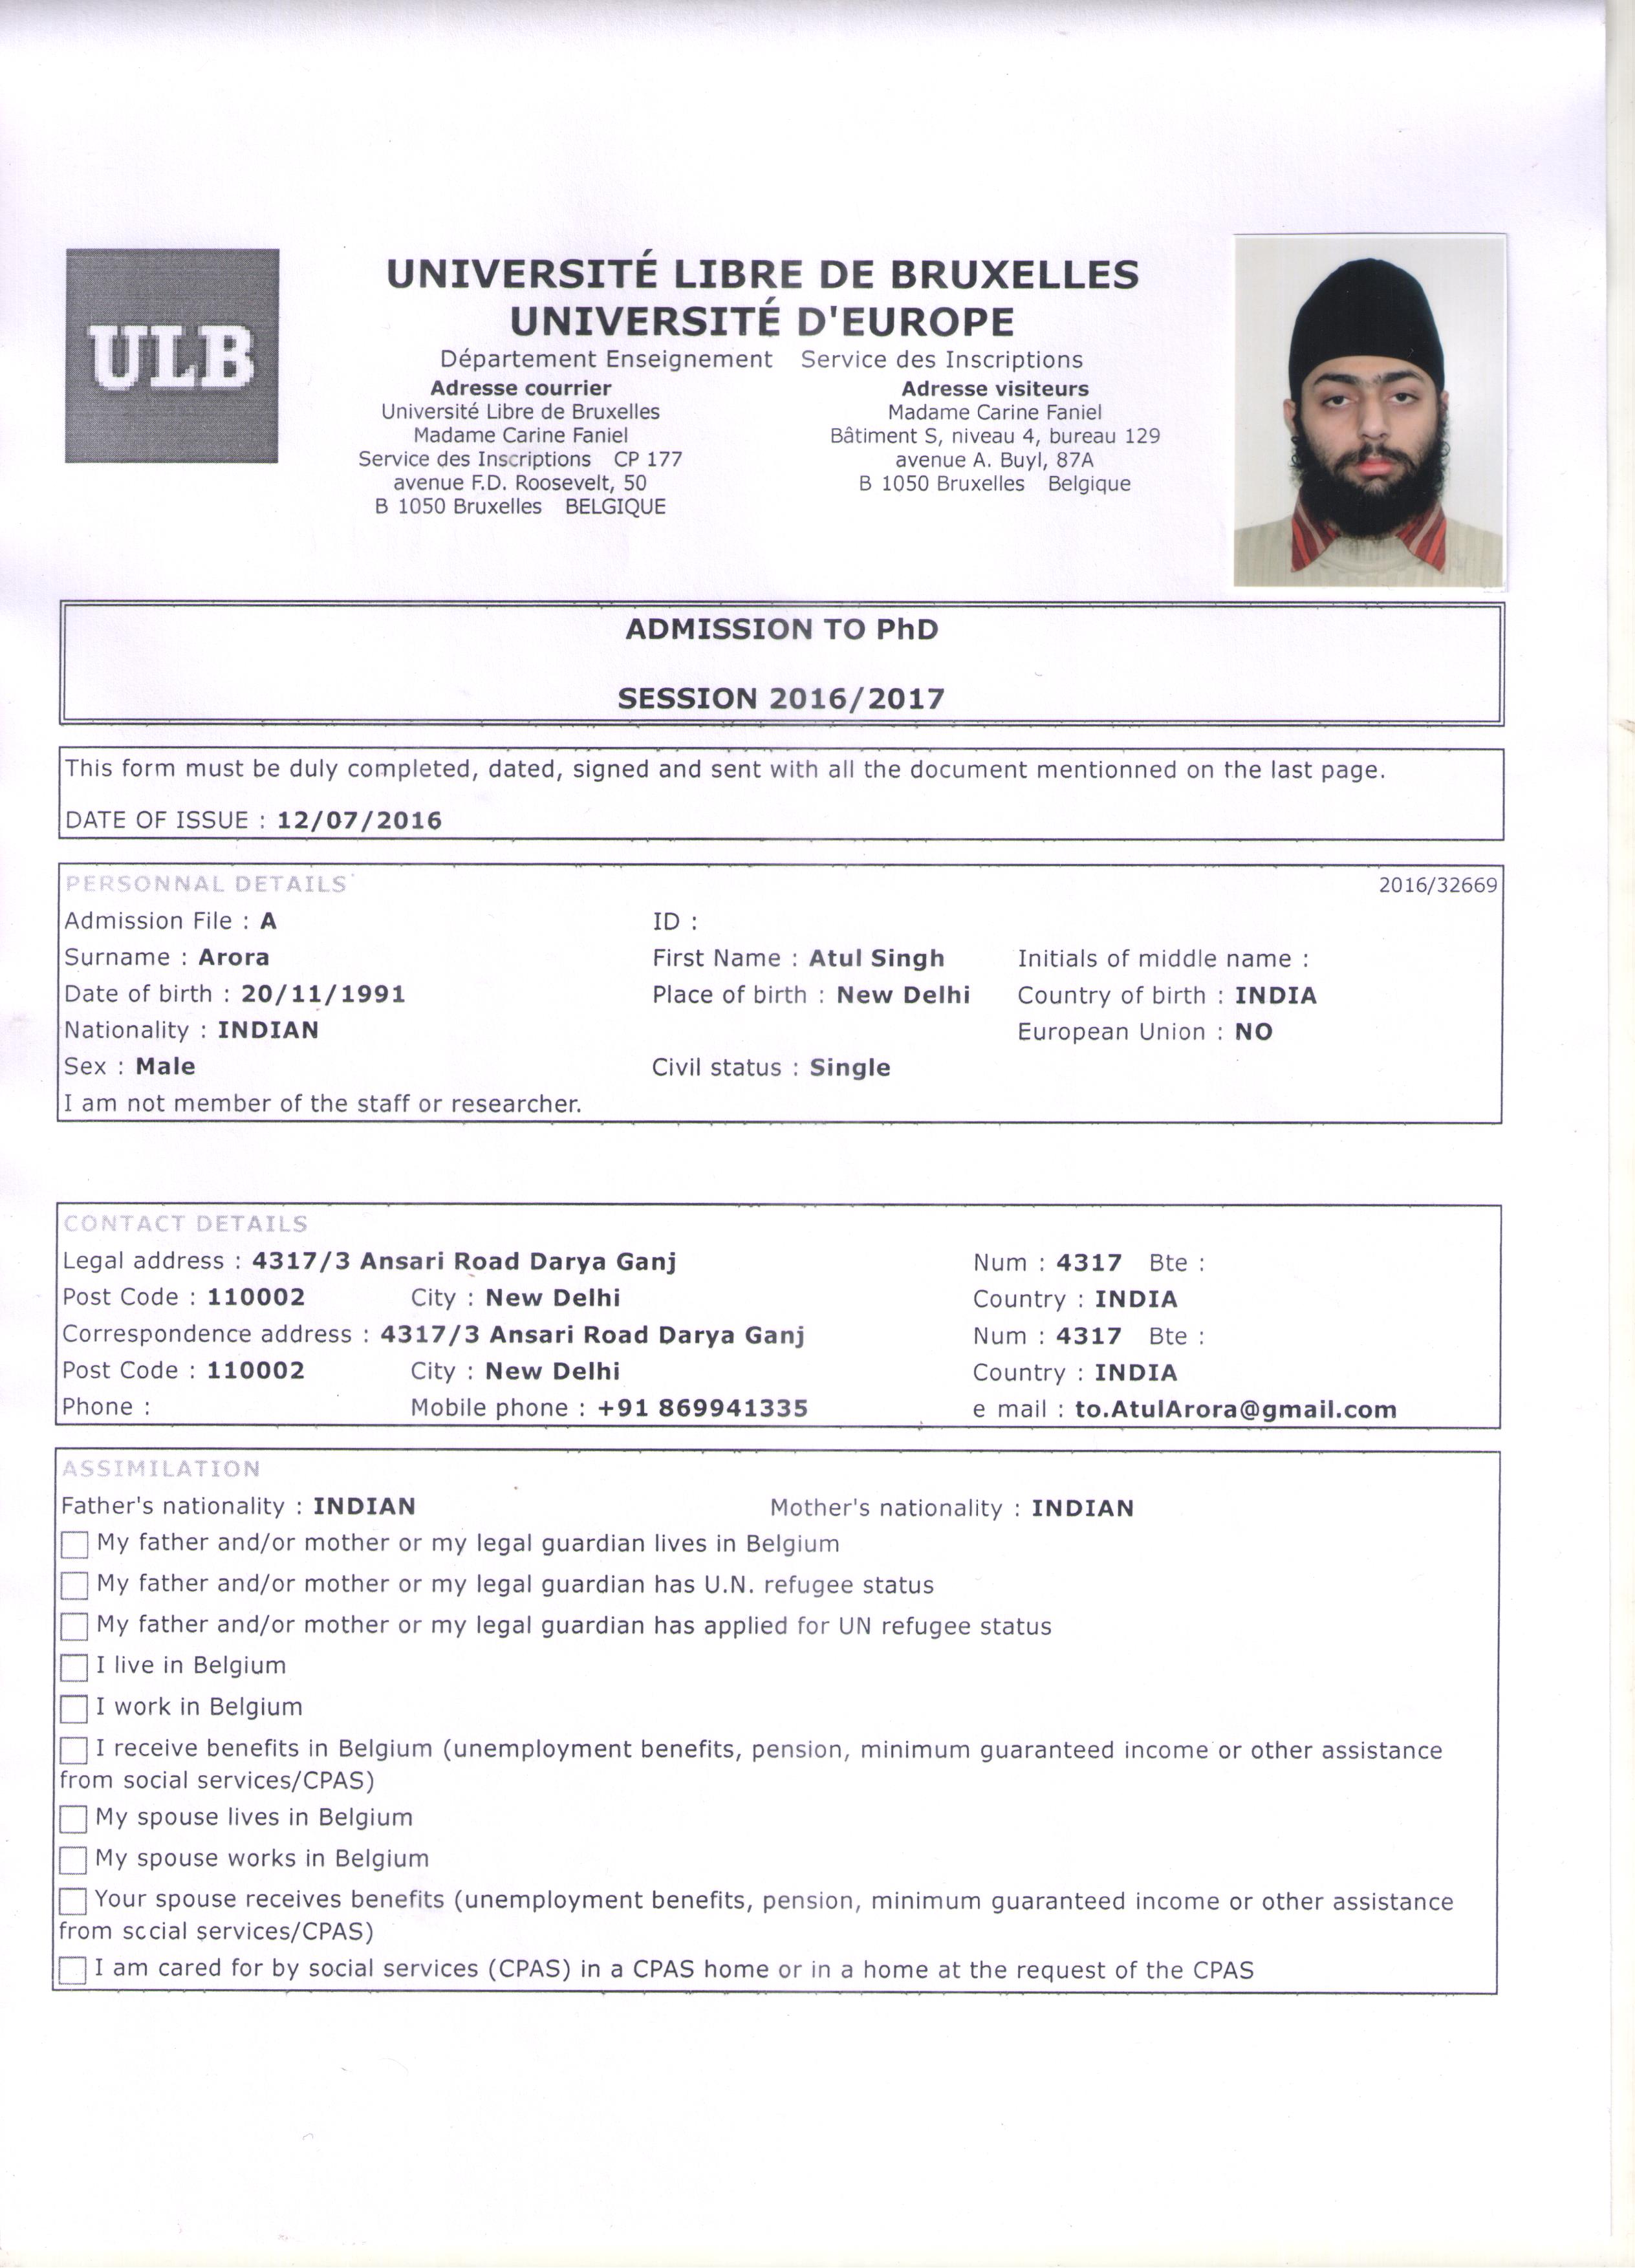 ULB
UNIVERSITÉ LIBRE DE BRUXELLES
UNIVERSITÉ D'EUROPE
Département Enseignement Service des Inscriptions
Adresse courrier
Université Libre de Bruxelles
Madame Carine Faniel
Service des Inscriptions CP 177
avenue F.D. Roosevelt, 50
B 1050 Bruxelles BELGIQUE
Adresse visiteurs
Madame Carine Faniel
Bâtiment S, niveau 4, bureau 129
avenue A. Buyl, 87A
B 1050 Bruxelles Belgique
ADMISSION TO PhD
SESSION 2016/2017
This form must be duly completed, dated, signed and sent with all the document mentionned on the last page.
DATE OF ISSUE : 12/07/2016
PERSONNAL DETAILS 2016/32669
Admission File : A ID :
Surname : Arora First Name : Atul Singh Initials of middle name :
Date of birth : 20/11/1991 Place of birth : New Delhi Country of birth : INDIA
Nationality : INDIAN European Union : NO
Sex : Male Civil status : Single
I am not member of the staff or researcher.
CONTACT DETAILS
Legal address : 4317/3 Ansari Road Darya Ganj Num : 4317 Bte :
Post Code : 110002 City : New Delhi Country : INDIA
Correspondence address : 4317/3 Ansari Road Darya Ganj Num : 4317 Bte :
Post Code : 110002 City : New Delhi Country : INDIA
Phone : Mobile phone : +91 869941335 e mail : to.AtulArora@gmail.com
ASSIMILATION
Father's nationality : INDIAN Mother's nationality : INDIAN
My father and/or mother or my legal guardian lives in Belgium
My father and/or mother or my legal guardian has U.N. refugee status
My father and/or mother or my legal guardian has applied for UN refugee status
I live in Belgium
I work in Belgium
I receive benefits in Belgium (unemployment benefits, pension, minimum guaranteed income or other assistance
from social services/CPAS)
My spouse lives in Belgium
My spouse works in Belgium
Your spouse receives benefits (unemployment benefits, pension, minimum guaranteed income or other assistance
from social services/CPAS)
I am cared for by social services (CPAS) in a CPAS home or in a home at the request of the CPAS